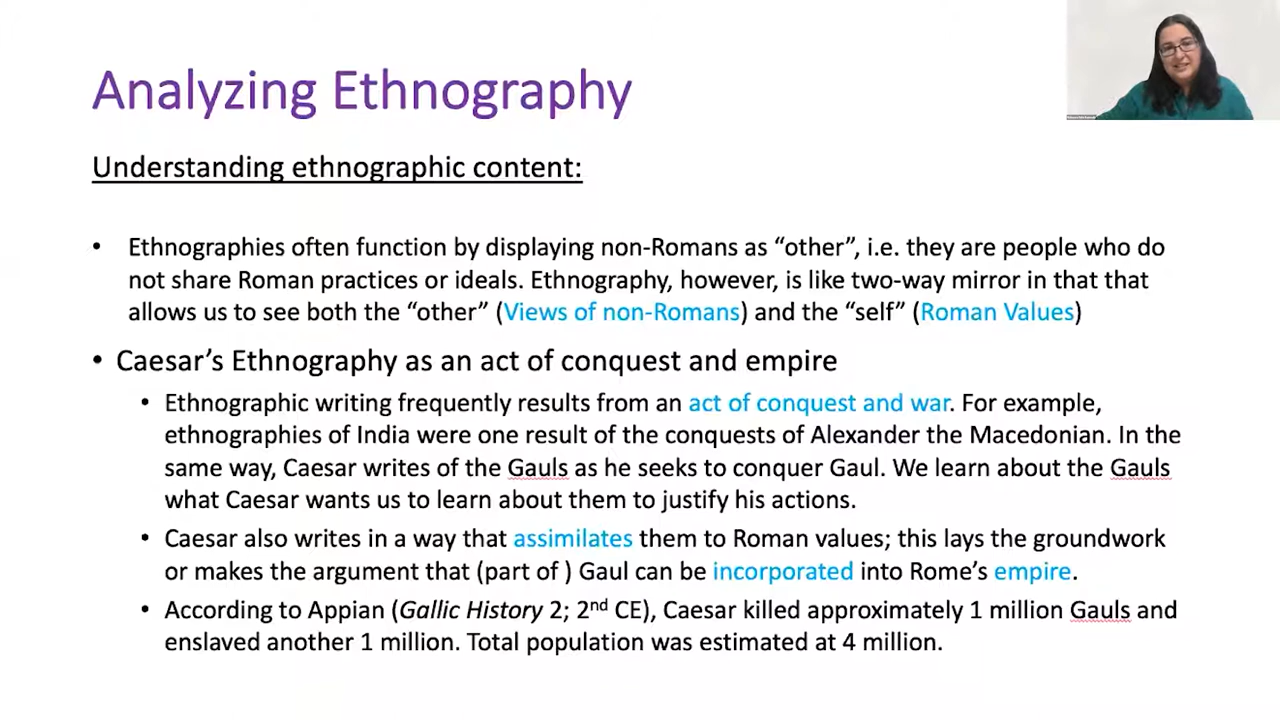 Analyzing Ethnography
Understanding ethnographic content:
• Ethnographies often function by displaying non-Romans as “other”, i.e. they are people who do
not share Roman practices or ideals. Ethnography, however, is like two-way mirror in that that
allows us to see both the “other” (Views of non-Romans) and the “self” (Roman Values)
• Caesar’s Ethnography as an act of conquest and empire
• Ethnographic writing frequently results from an act of conquest and war. For example,
ethnographies of India were one result of the conquests of Alexander the Macedonian. In the
same way, Caesar writes of the Gauls as he seeks to conquer Gaul. We learn about the Gauls
what Caesar wants us to learn about them to justify his actions.
• Caesar also writes in a way that assimilates them to Roman values; this lays the groundwork
or makes the argument that (part of ) Gaul can be incorporated into Rome’s empire.
• According to Appian (Gallic History 2; 2nd CE), Caesar killed approximately 1 million Gauls and
enslaved another 1 million. Total population was estimated at 4 million.